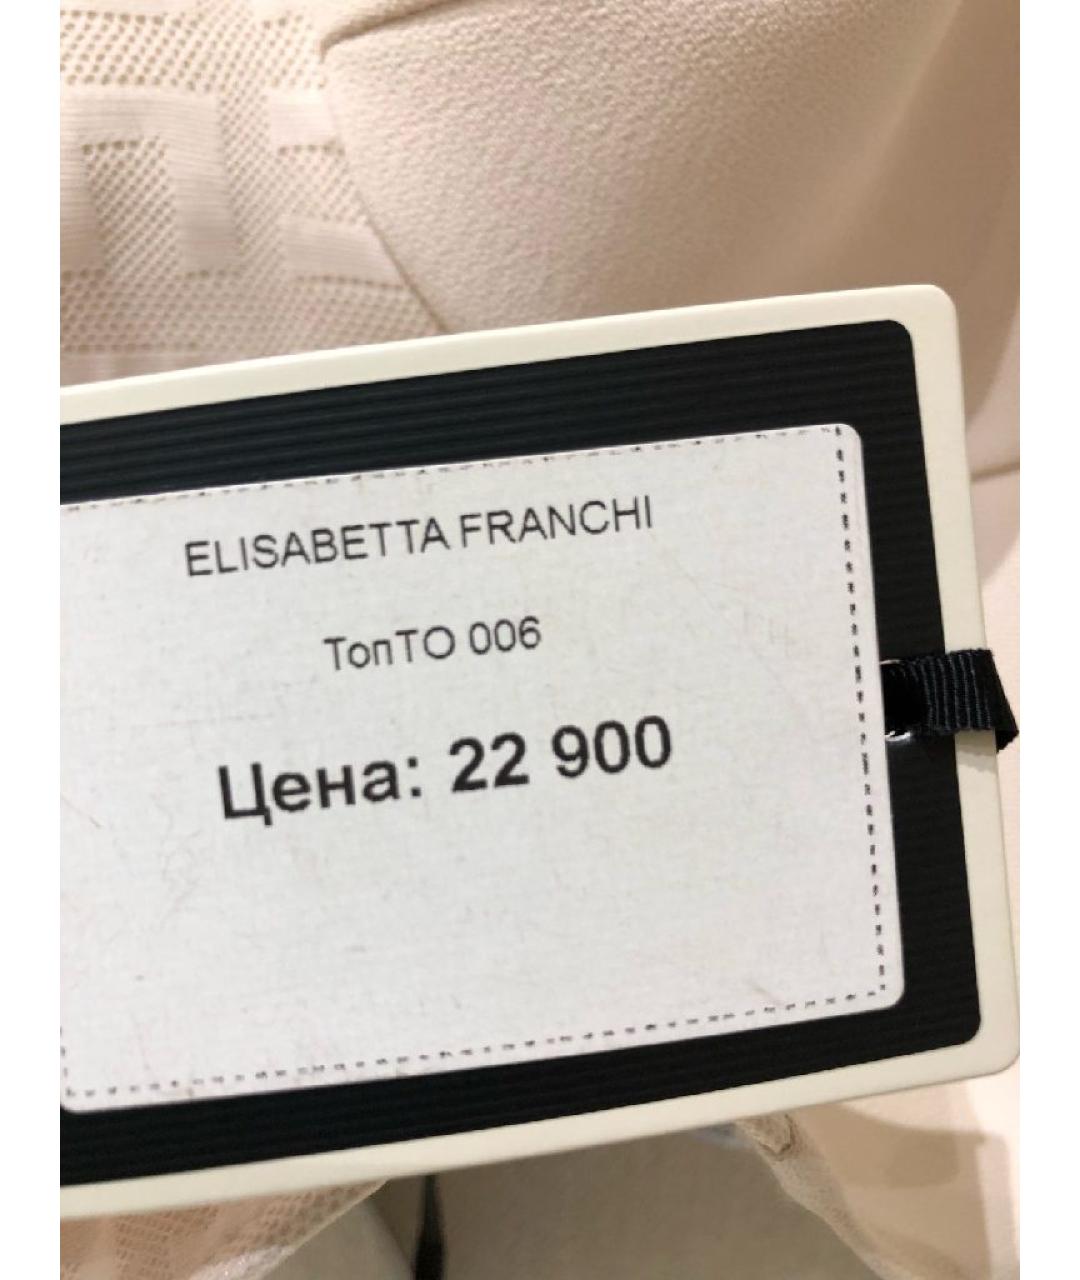 ELISABETTA FRANCHI
ТопТО 006
Цена: 22 900